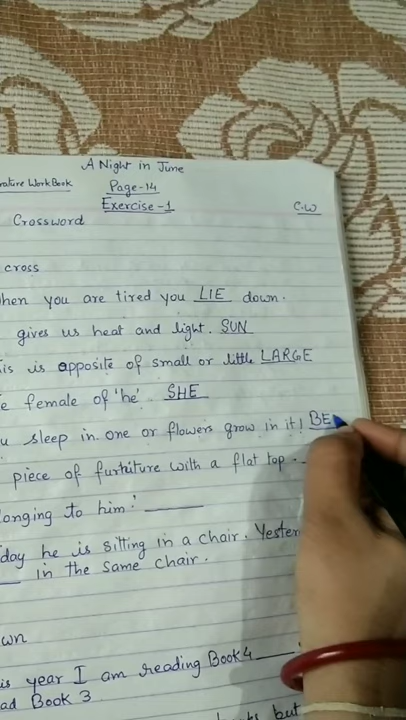 A Night in June
rature Work Book Page-14
Exercise-1 C.W
Crossword
cross
hen you are tired you LIE down.
gives us heat and light. SUN
is is opposite of small or little LARGE
e female of 'he'. SHE
u sleep in one or flowers grow in it! BE
piece of furniture with a flat top.
onging to him! ______
day he is sitting in a chair. Yester
__ in the same chair.
wn
is year I am reading Book 4 ____.
ad Book 3
but